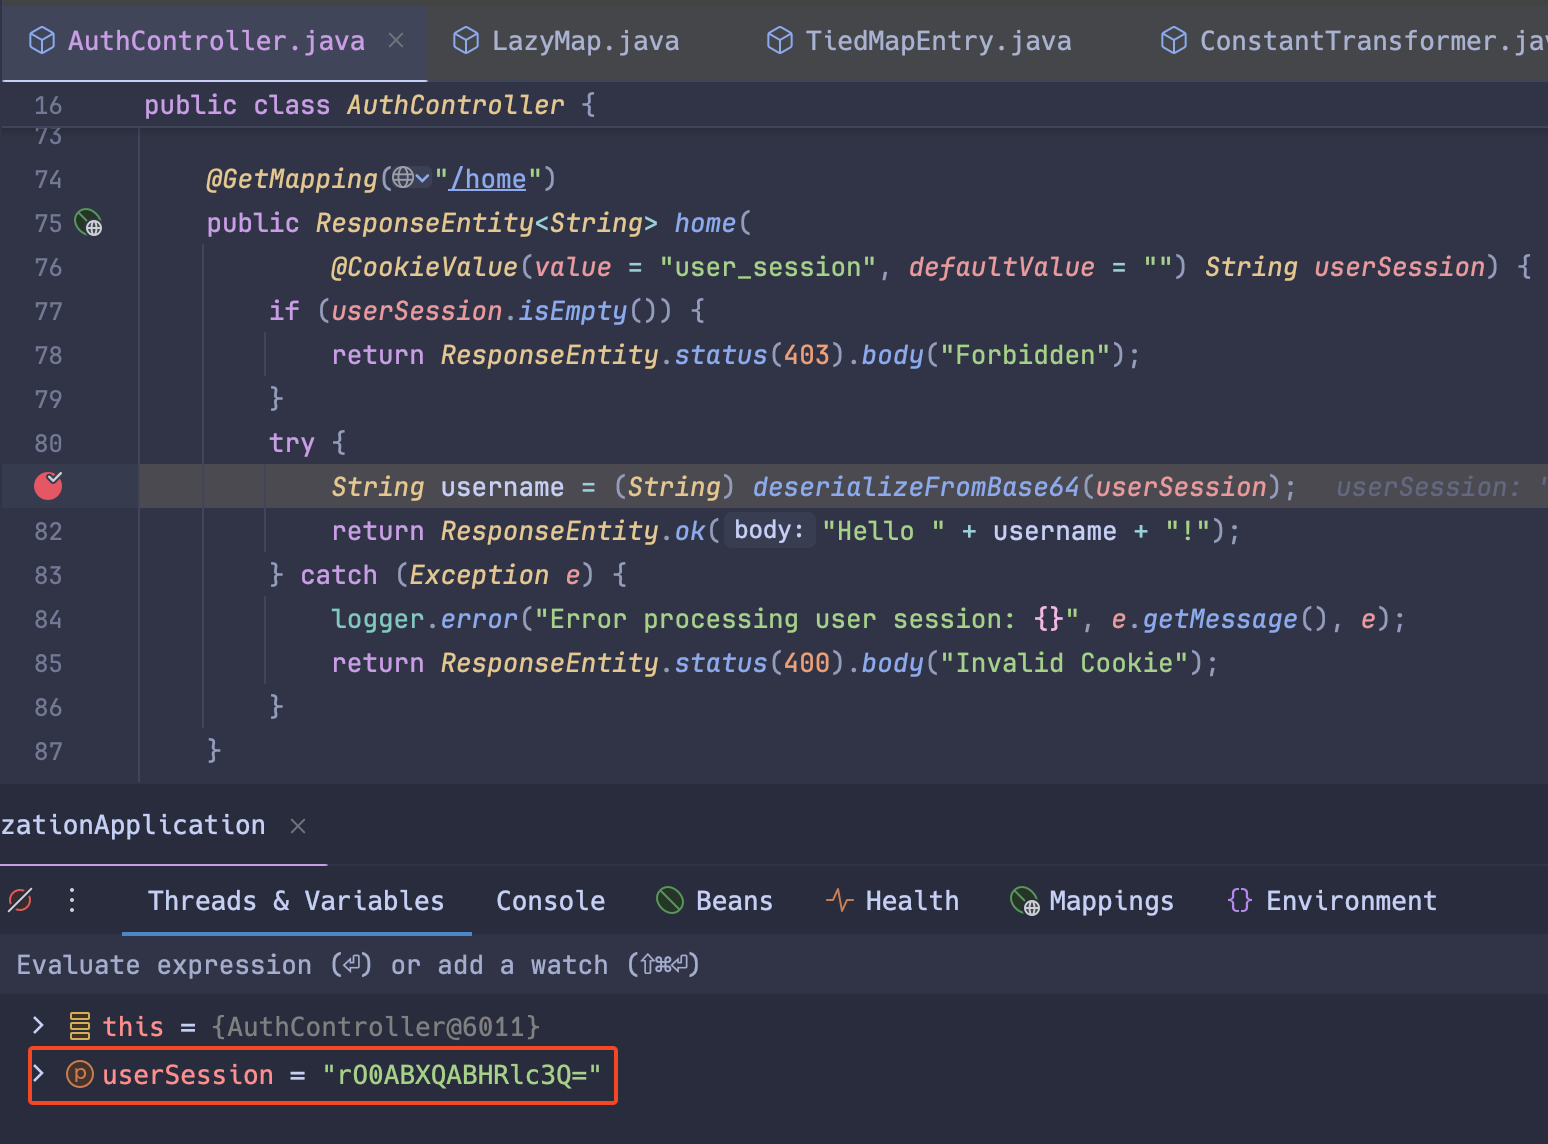 AuthController.java LazyMap.java TiedMapEntry.java ConstantTransformer.jav
16 public class AuthController {
73
74 @GetMapping("/home")
75 public ResponseEntity<String> home(
76 @CookieValue(value = "user_session", defaultValue = "") String userSession) {
77 if (userSession.isEmpty()) {
78 return ResponseEntity.status(403).body("Forbidden");
79 }
80 try {
String username = (String) deserializeFromBase64(userSession); userSession: "
82 return ResponseEntity.ok( body: "Hello " + username + "!");
83 } catch (Exception e) {
84 logger.error("Error processing user session: {}", e.getMessage(), e);
85 return ResponseEntity.status(400).body("Invalid Cookie");
86 }
87 }
zationApplication
Threads & Variables Console Beans Health Mappings Environment
Evaluate expression (⏎) or add a watch (⇧⌘⏎)
this = {AuthController@6011}
userSession = "rO0ABXQABHRlc3Q="